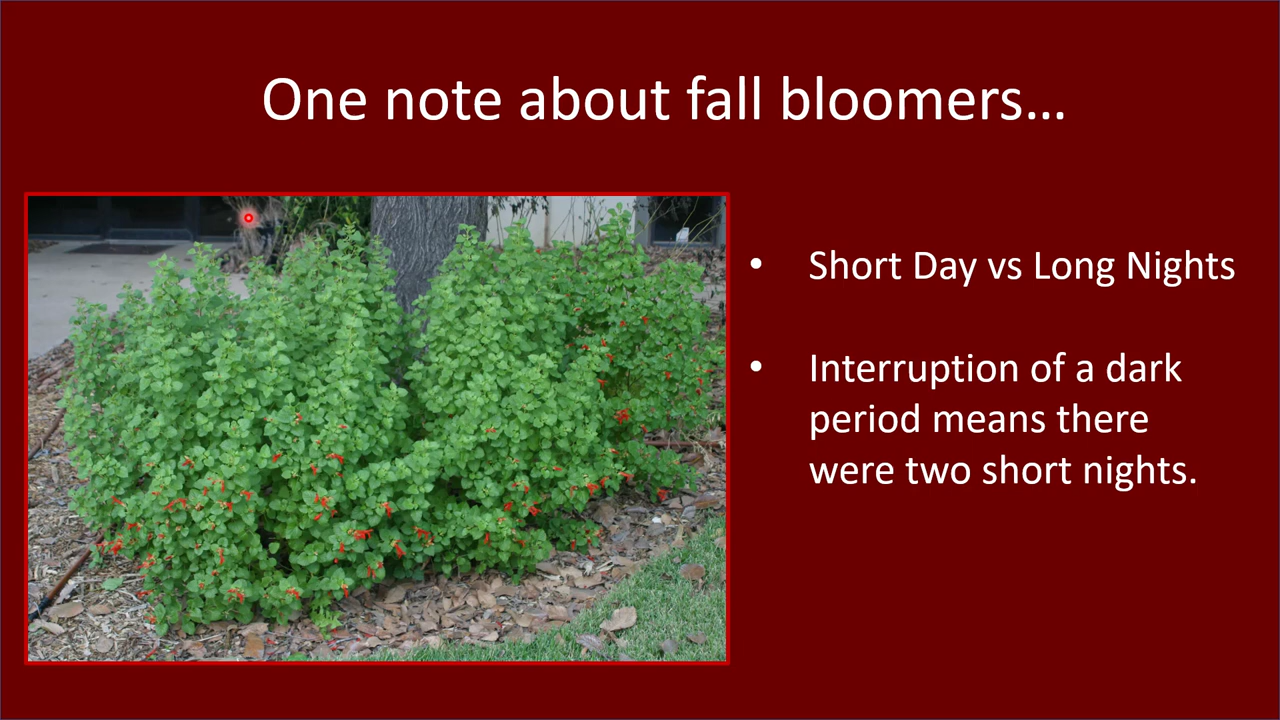 One note about fall bloomers…
• Short Day vs Long Nights
• Interruption of a dark
period means there
were two short nights.